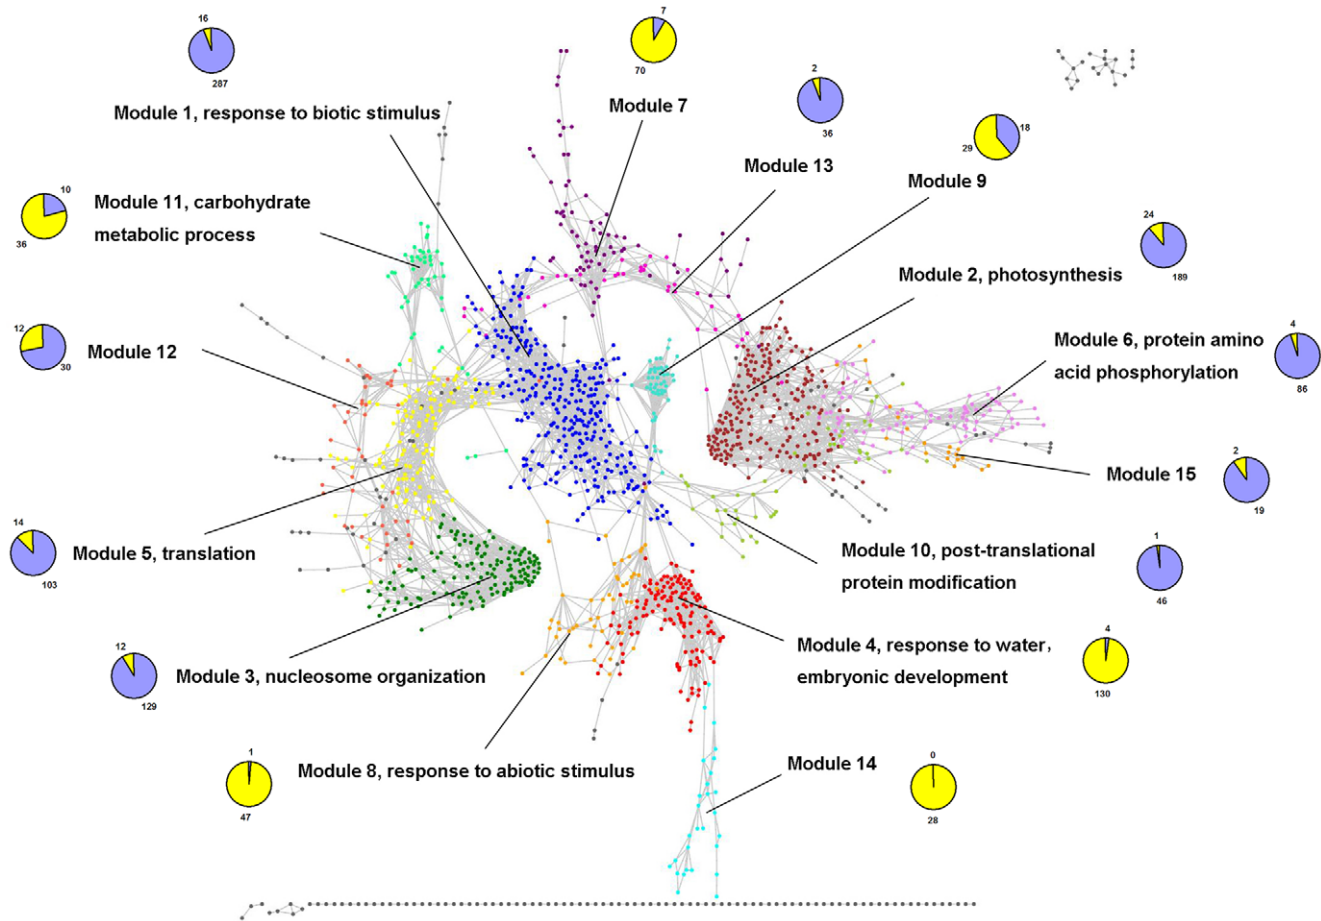 16
287
Module 1, response to biotic stimulus
7
70
Module 7
2
36
Module 13
18
29
Module 9
10
36
Module 11, carbohydrate
metabolic process
24
189
Module 2, photosynthesis
12
30
Module 12
4
86
Module 6, protein amino
acid phosphorylation
2
19
Module 15
14
103
Module 5, translation
1
46
Module 10, post-translational
protein modification
12
129
Module 3, nucleosome organization
4
130
Module 4, response to water,
embryonic development
1
47
Module 8, response to abiotic stimulus
Module 14
0
28